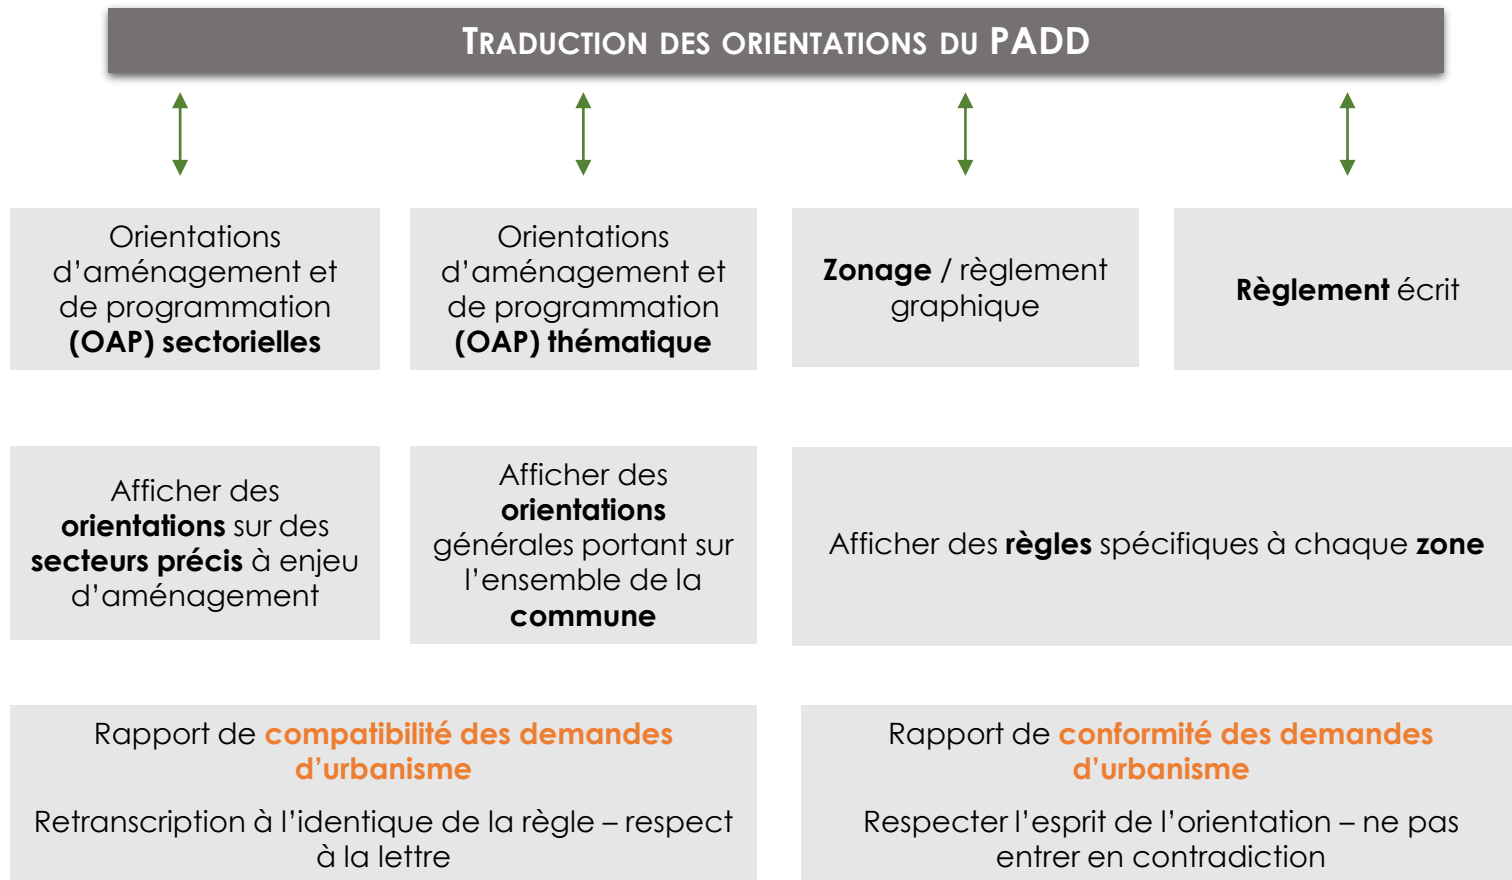 TRADUCTION DES ORIENTATIONS DU PADD
Orientations
d'aménagement et
de programmation
(OAP) sectorielles
Orientations
d'aménagement et
de programmation
(OAP) thématique
Zonage / règlement
graphique
Règlement écrit
Afficher des
orientations sur des
secteurs précis à enjeu
d'aménagement
Afficher des
orientations
générales portant sur
l'ensemble de la
commune
Afficher des règles spécifiques à chaque zone
Rapport de compatibilité des demandes
d'urbanisme
Retranscription à l'identique de la règle – respect
à la lettre
Rapport de conformité des demandes
d'urbanisme
Respecter l'esprit de l'orientation – ne pas
entrer en contradiction